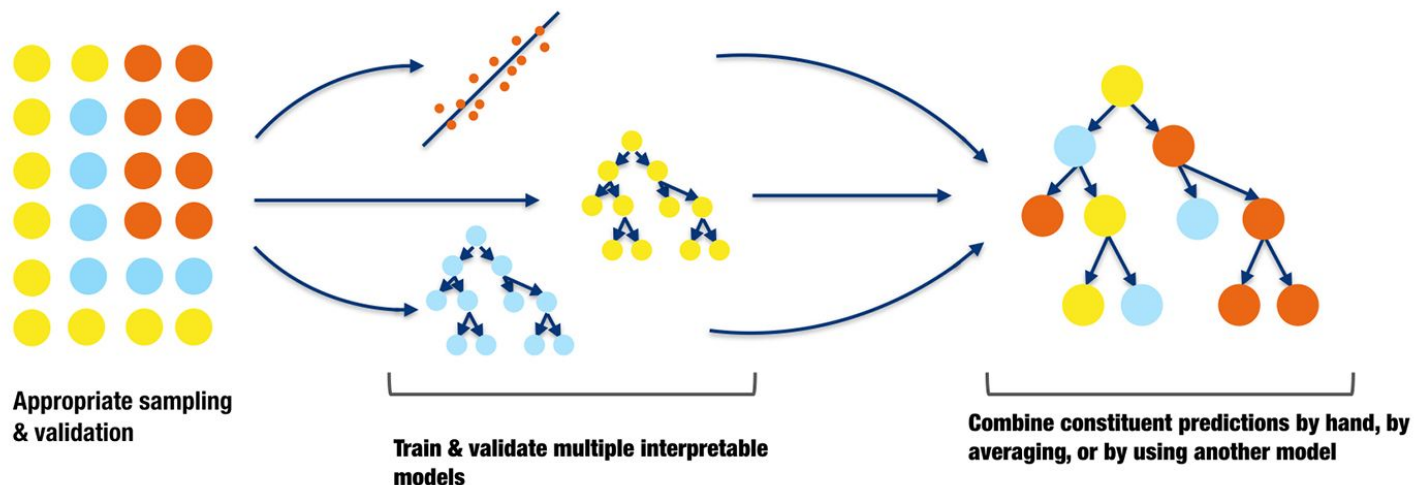 Appropriate sampling
& validation
Train & validate multiple interpretable
models
Combine constituent predictions by hand, by
averaging, or by using another model